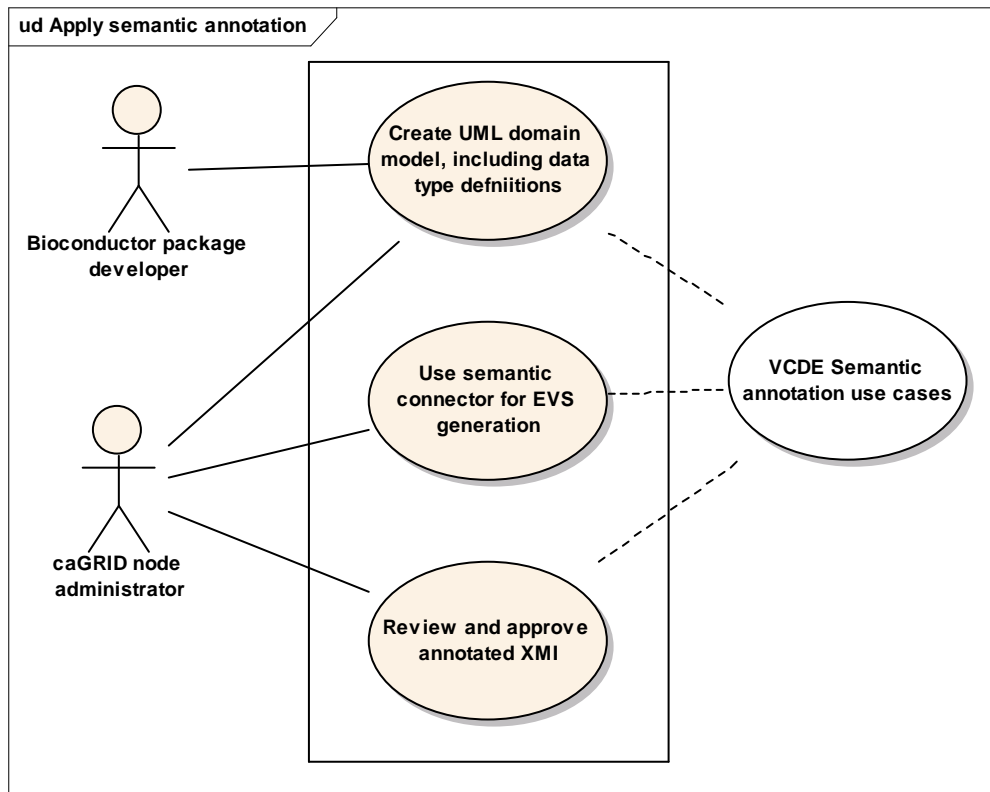 ud Apply semantic annotation
Create UML domain
model, including data
type defniitions
Bioconductor package
developer
Use semantic
connector for EVS
generation
VCDE Semantic
annotation use cases
caGRID node
administrator
Review and approve
annotated XMI